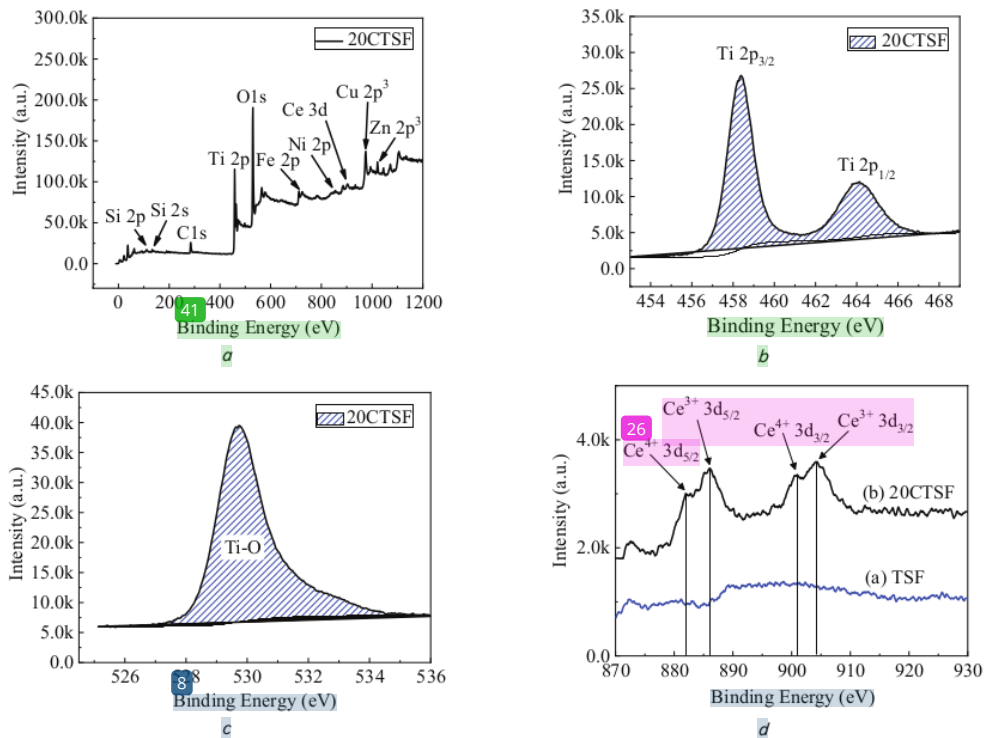 300.0k
250.0k
200.0k
150.0k
100.0k
50.0k
0.0
Intensity (a.u.)
20CTSF
O1s
Cu 2p³
Ce 3d
Zn 2p³
Ni 2p
Ti 2p
Fe 2p
Si 2p
Si 2s
C1s
0 200 400 600 800 1000 1200
41
Binding Energy (eV)
a
35.0k
30.0k
25.0k
20.0k
15.0k
10.0k
5.0k
0.0
Intensity (a.u.)
20CTSF
Ti 2p3/2
Ti 2p1/2
454 456 458 460 462 464 466 468
Binding Energy (eV)
b
45.0k
40.0k
35.0k
30.0k
25.0k
20.0k
15.0k
10.0k
5.0k
0.0
Intensity (a.u.)
20CTSF
Ti-O
526 528 530 532 534 536
8
Binding Energy (eV)
c
4.0k
2.0k
0.0
Intensity (a.u.)
26
Ce³⁺ 3d5/2
Ce³⁺ 3d3/2
Ce⁴⁺ 3d3/2
Ce⁴⁺ 3d5/2
(b) 20CTSF
(a) TSF
870 880 890 900 910 920 930
Binding Energy (eV)
d